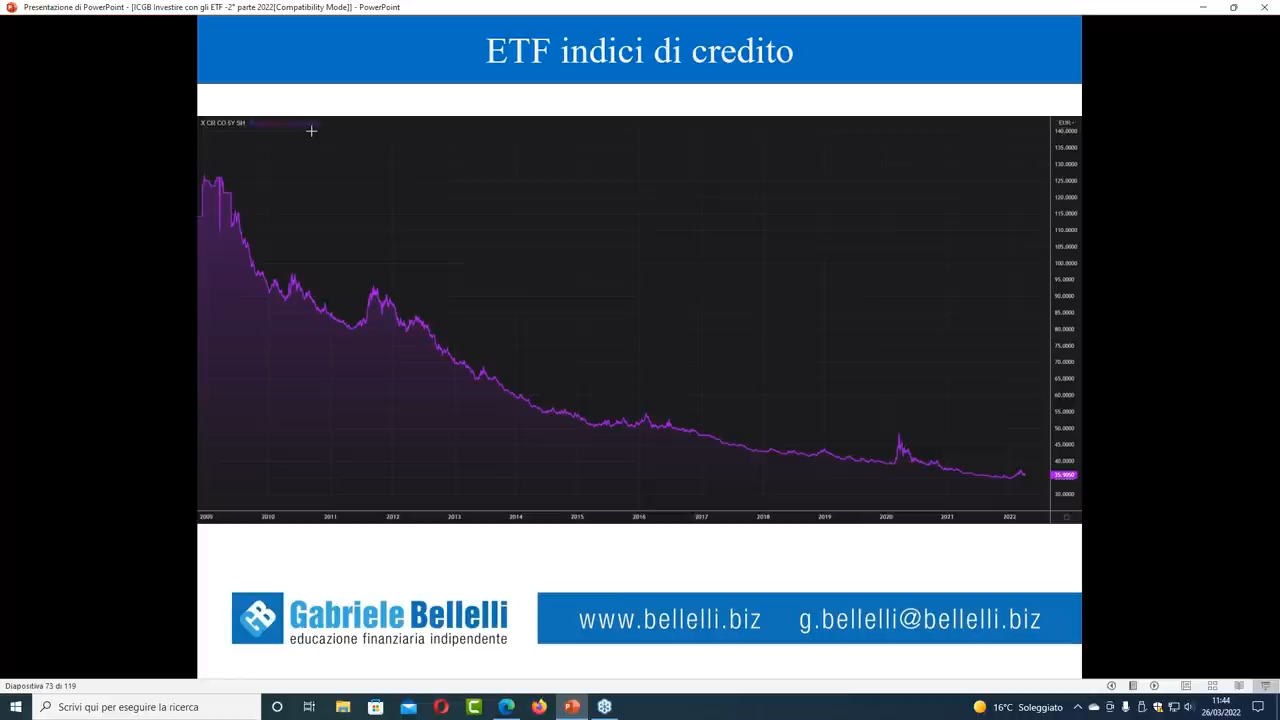 Presentazione di PowerPoint - [ICGB Investire con gli ETF -2° parte 2022[Compatibility Mode]] - PowerPoint
ETF indici di credito
X CR CO 5Y SH
EUR
140.0000
135.0000
130.0000
125.0000
120.0000
115.0000
110.0000
105.0000
100.0000
95.0000
90.0000
85.0000
80.0000
75.0000
70.0000
65.0000
60.0000
55.0000
50.0000
45.0000
40.0000
35.9050
30.0000
2009 2010 2011 2012 2013 2014 2015 2016 2017 2018 2019 2020 2021 2022
Gabriele Bellelli
educazione finanziaria indipendente
www.bellelli.biz g.bellelli@bellelli.biz
Diapositiva 73 di 119
Scrivi qui per eseguire la ricerca
16°C Soleggiato
11:44
26/03/2022